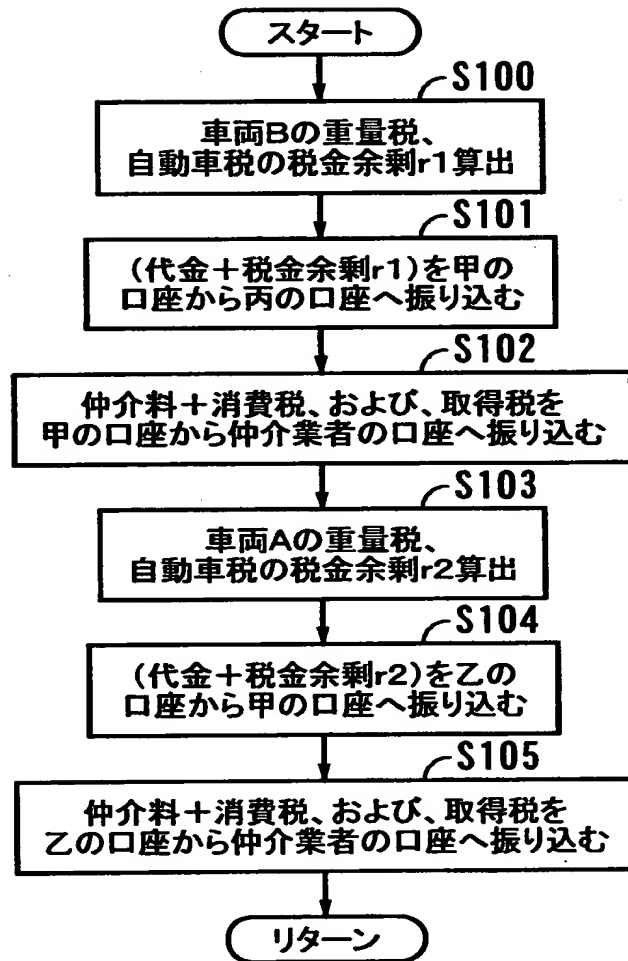 スタート
S100
車両Bの重量税、
自動車税の税金余剰r1算出
S101
(代金+税金余剰r1)を甲の
口座から丙の口座へ振り込む
S102
仲介料+消費税、および、取得税を
甲の口座から仲介業者の口座へ振り込む
S103
車両Aの重量税、
自動車税の税金余剰r2算出
S104
(代金+税金余剰r2)を乙の
口座から甲の口座へ振り込む
S105
仲介料+消費税、および、取得税を
乙の口座から仲介業者の口座へ振り込む
リターン